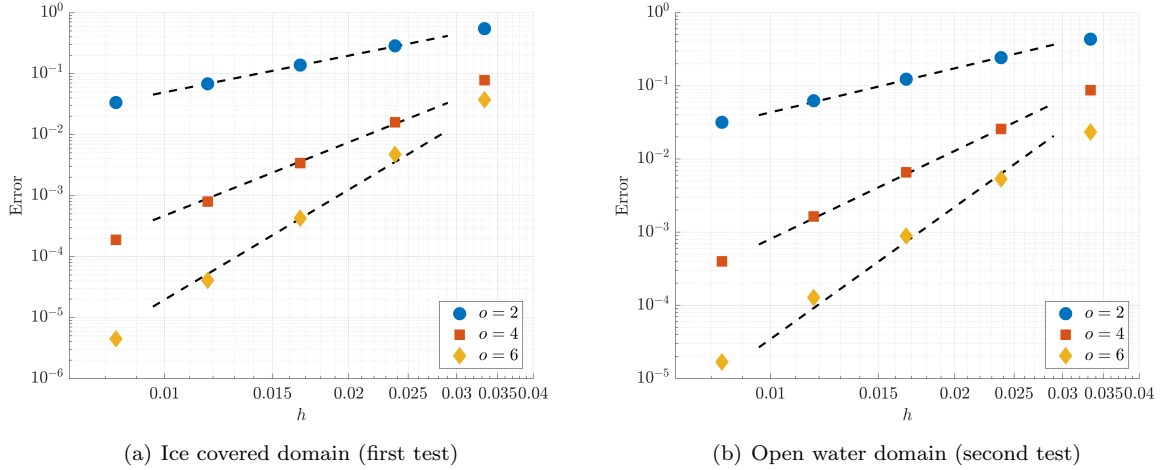 10^0
10^-1
10^-2
10^-3
10^-4
10^-5
10^-6
Error
0.01 0.015 0.02 0.025 0.03 0.035 0.04
h
o = 2
o = 4
o = 6
(a) Ice covered domain (first test)
10^0
10^-1
10^-2
10^-3
10^-4
10^-5
Error
0.01 0.015 0.02 0.025 0.03 0.035 0.04
h
o = 2
o = 4
o = 6
(b) Open water domain (second test)